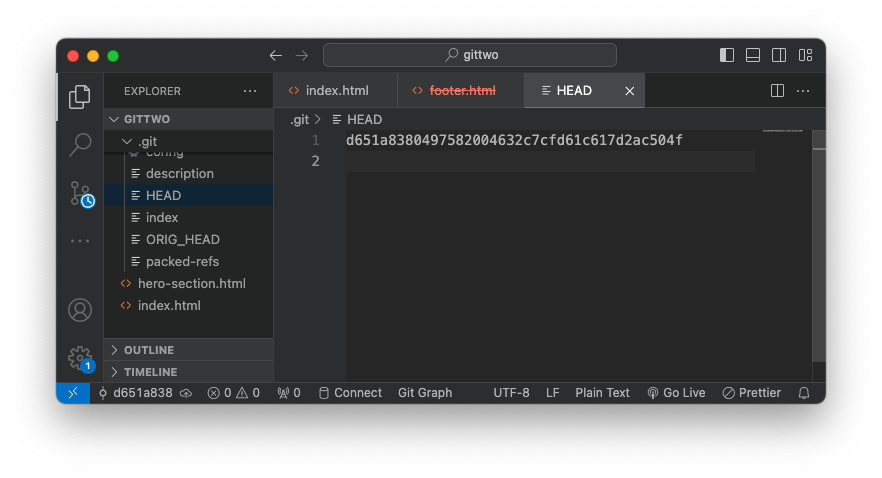 gittwo
EXPLORER
index.html
footer.html
HEAD
GITTWO
.git
.git > HEAD
config
description
HEAD
index
ORIG_HEAD
packed-refs
hero-section.html
index.html
1 d651a8380497582004632c7cfd61c617d2ac504f
2
OUTLINE
TIMELINE
1
d651a838 0 0 0 Connect Git Graph UTF-8 LF Plain Text Go Live Prettier